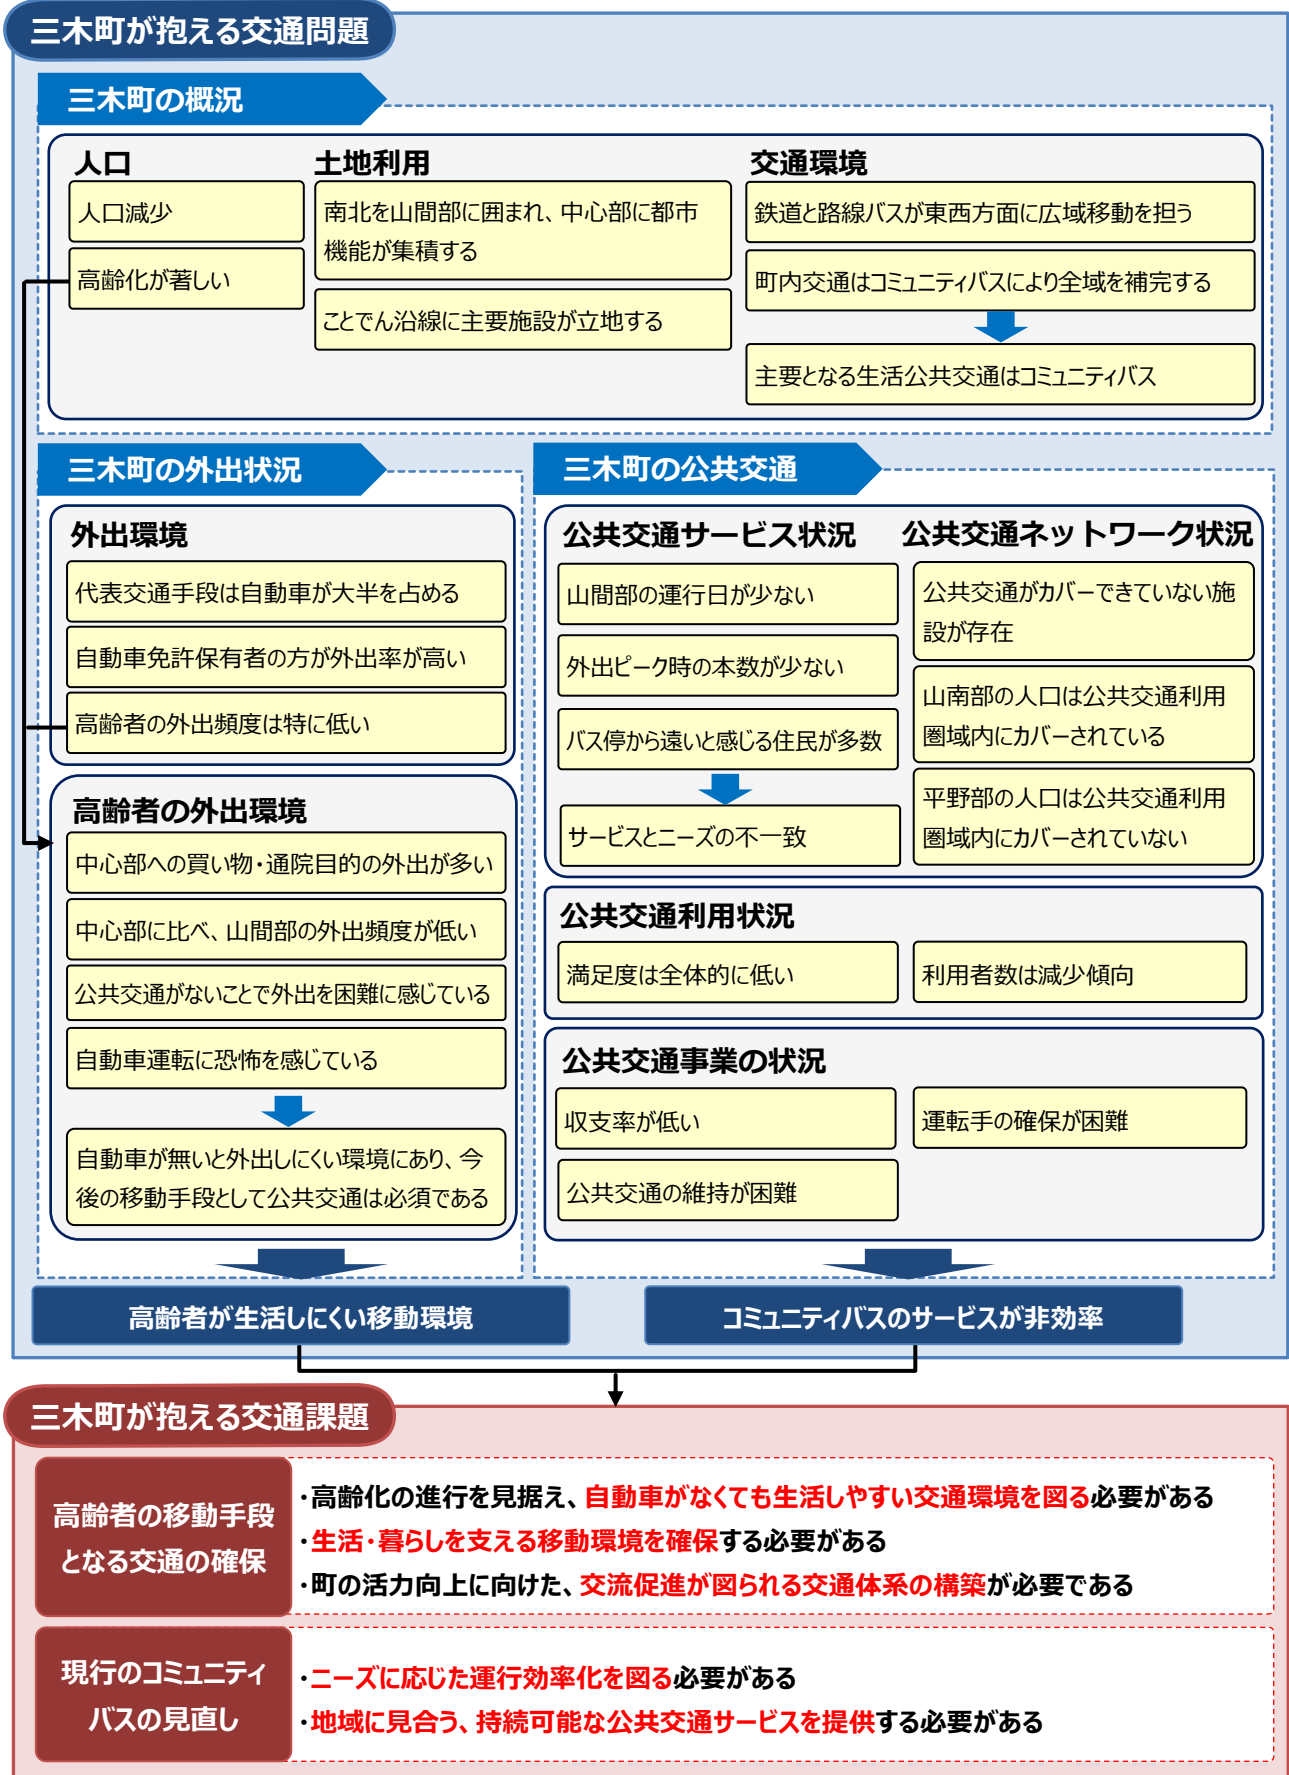 三木町が抱える交通問題
三木町の概況
人口
人口減少
高齢化が著しい
土地利用
南北を山間部に囲まれ、中心部に都市
機能が集積する
ことでん沿線に主要施設が立地する
交通環境
鉄道と路線バスが東西方面に広域移動を担う
町内交通はコミュニティバスにより全域を補完する
主要となる生活公共交通はコミュニティバス
三木町の外出状況
外出環境
代表交通手段は自動車が大半を占める
自動車免許保有者の方が外出率が高い
高齢者の外出頻度は特に低い
高齢者の外出環境
中心部への買い物・通院目的の外出が多い
中心部に比べ、山間部の外出頻度が低い
公共交通がないことで外出を困難に感じている
自動車運転に恐怖を感じている
自動車が無いと外出しにくい環境にあり、今
後の移動手段として公共交通は必須である
高齢者が生活しにくい移動環境
三木町の公共交通
公共交通サービス状況
山間部の運行日が少ない
外出ピーク時の本数が少ない
バス停から遠いと感じる住民が多数
サービスとニーズの不一致
公共交通ネットワーク状況
公共交通がカバーできていない施
設が存在
山南部の人口は公共交通利用
圏域内にカバーされている
平野部の人口は公共交通利用
圏域内にカバーされていない
公共交通利用状況
満足度は全体的に低い
利用者数は減少傾向
公共交通事業の状況
収支率が低い
運転手の確保が困難
公共交通の維持が困難
コミュニティバスのサービスが非効率
三木町が抱える交通課題
高齢者の移動手段
となる交通の確保
・高齢化の進行を見据え、自動車がなくても生活しやすい交通環境を図る必要がある
・生活・暮らしを支える移動環境を確保する必要がある
・町の活力向上に向けた、交流促進が図られる交通体系の構築が必要である
現行のコミュニティ
バスの見直し
・ニーズに応じた運行効率化を図る必要がある
・地域に見合う、持続可能な公共交通サービスを提供する必要がある